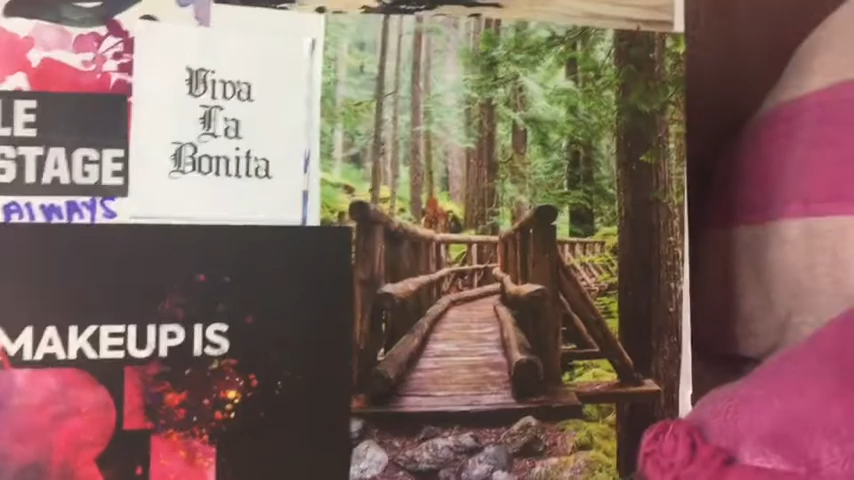 LE
STAGE
AlWAYS
Viva
La
Bonita
MAKEUP IS